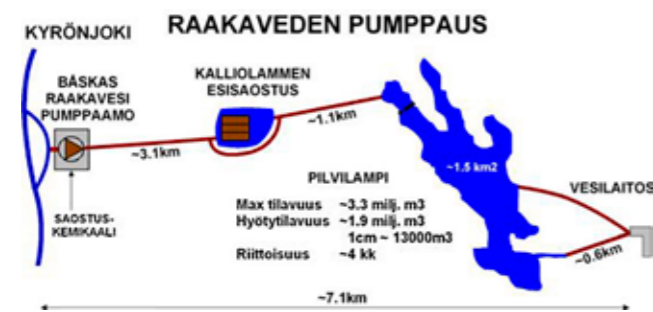 RAAKAVEDEN PUMPPAUS
KYRÖNJOKI
BÅSKAS
RAAKAVESI
PUMPPAAMO
KALLIOLAMMEN
ESISAOSTUS
~1.1km
~3.1km
~1.5 km2
SAOSTUS-
KEMIKAALI
PILVILAMPI
Max tilavuus ~3.3 milj. m3
Hyötytilavuus ~1.9 milj. m3
1cm ~ 13000m3
Riittoisuus ~4 kk
VESILAITOS
~0.6km
~7.1km